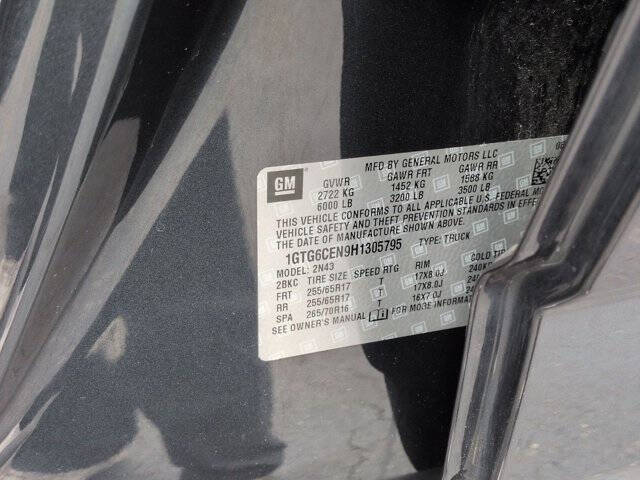 MFD BY GENERAL MOTORS LLC
GM GVWR GAWR FRT GAWR RR
2722 KG 1452 KG 1588 KG
6000 LB 3200 LB 3500 LB
THIS VEHICLE CONFORMS TO ALL APPLICABLE U.S. FEDERAL
VEHICLE SAFETY AND THEFT PREVENTION STANDARDS
IN EFFECT ON THE DATE OF MANUFACTURE SHOWN ABOVE.
1GTG6CEN9H1305795 TYPE: TRUCK
MODEL: 2N43
2BKC TIRE SIZE SPEED RTG RIM COLD
FRT 255/65R17 T 17X8.0J
RR 255/65R17 T 17X8.0J
SPA 265/70R16 T 16X7.0J
SEE OWNER'S MANUAL FOR MORE INFORMATION